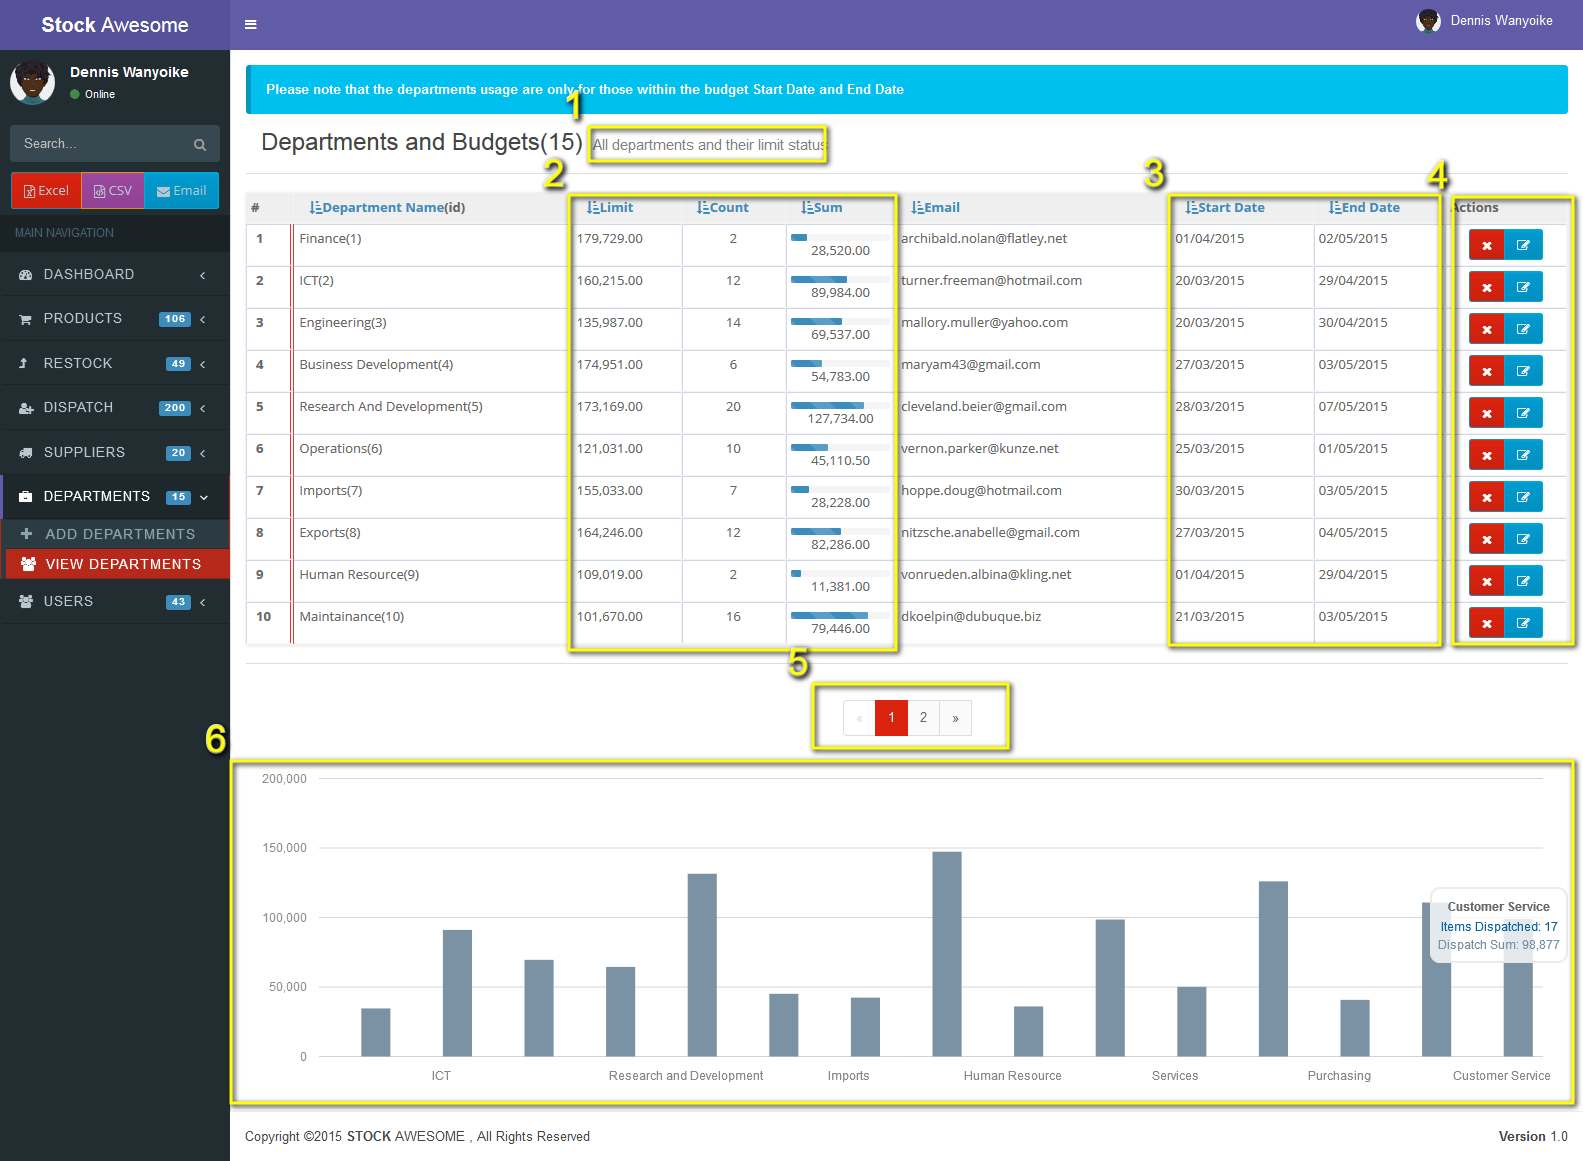 Stock Awesome
Dennis Wanyoike
Dennis Wanyoike
Online
Search...
Excel CSV Email
MAIN NAVIGATION
DASHBOARD
PRODUCTS 106
RESTOCK 49
DISPATCH 200
SUPPLIERS 20
DEPARTMENTS 15
ADD DEPARTMENTS
VIEW DEPARTMENTS
USERS 43
Please note that the departments usage are only for those within the budget Start Date and End Date
1
Departments and Budgets(15) All departments and their limit status
2 3 4
# Department Name(id) Limit Count Sum Email Start Date End Date Actions
1 Finance(1) 179,729.00 2 28,520.00 archibald.nolan@flatley.net 01/04/2015 02/05/2015
2 ICT(2) 160,215.00 12 89,984.00 turner.freeman@hotmail.com 20/03/2015 29/04/2015
3 Engineering(3) 135,987.00 14 69,537.00 mallory.muller@yahoo.com 20/03/2015 30/04/2015
4 Business Development(4) 174,951.00 6 54,783.00 maryam43@gmail.com 27/03/2015 03/05/2015
5 Research And Development(5) 173,169.00 20 127,734.00 cleveland.beier@gmail.com 28/03/2015 07/05/2015
6 Operations(6) 121,031.00 10 45,110.50 vernon.parker@kunze.net 25/03/2015 01/05/2015
7 Imports(7) 155,033.00 7 28,228.00 hoppe.doug@hotmail.com 30/03/2015 03/05/2015
8 Exports(8) 164,246.00 12 82,286.00 nitzsche.anabelle@gmail.com 27/03/2015 04/05/2015
9 Human Resource(9) 109,019.00 2 11,381.00 vonrueden.albina@kling.net 01/04/2015 29/04/2015
10 Maintainance(10) 101,670.00 16 79,446.00 dkoelpin@dubuque.biz 21/03/2015 03/05/2015
5
« 1 2 »
6
200,000
150,000
100,000
50,000
0
Customer Service
Items Dispatched: 17
Dispatch Sum: 98,877
ICT Research and Development Imports Human Resource Services Purchasing Customer Service
Copyright ©2015 STOCK AWESOME , All Rights Reserved
Version 1.0